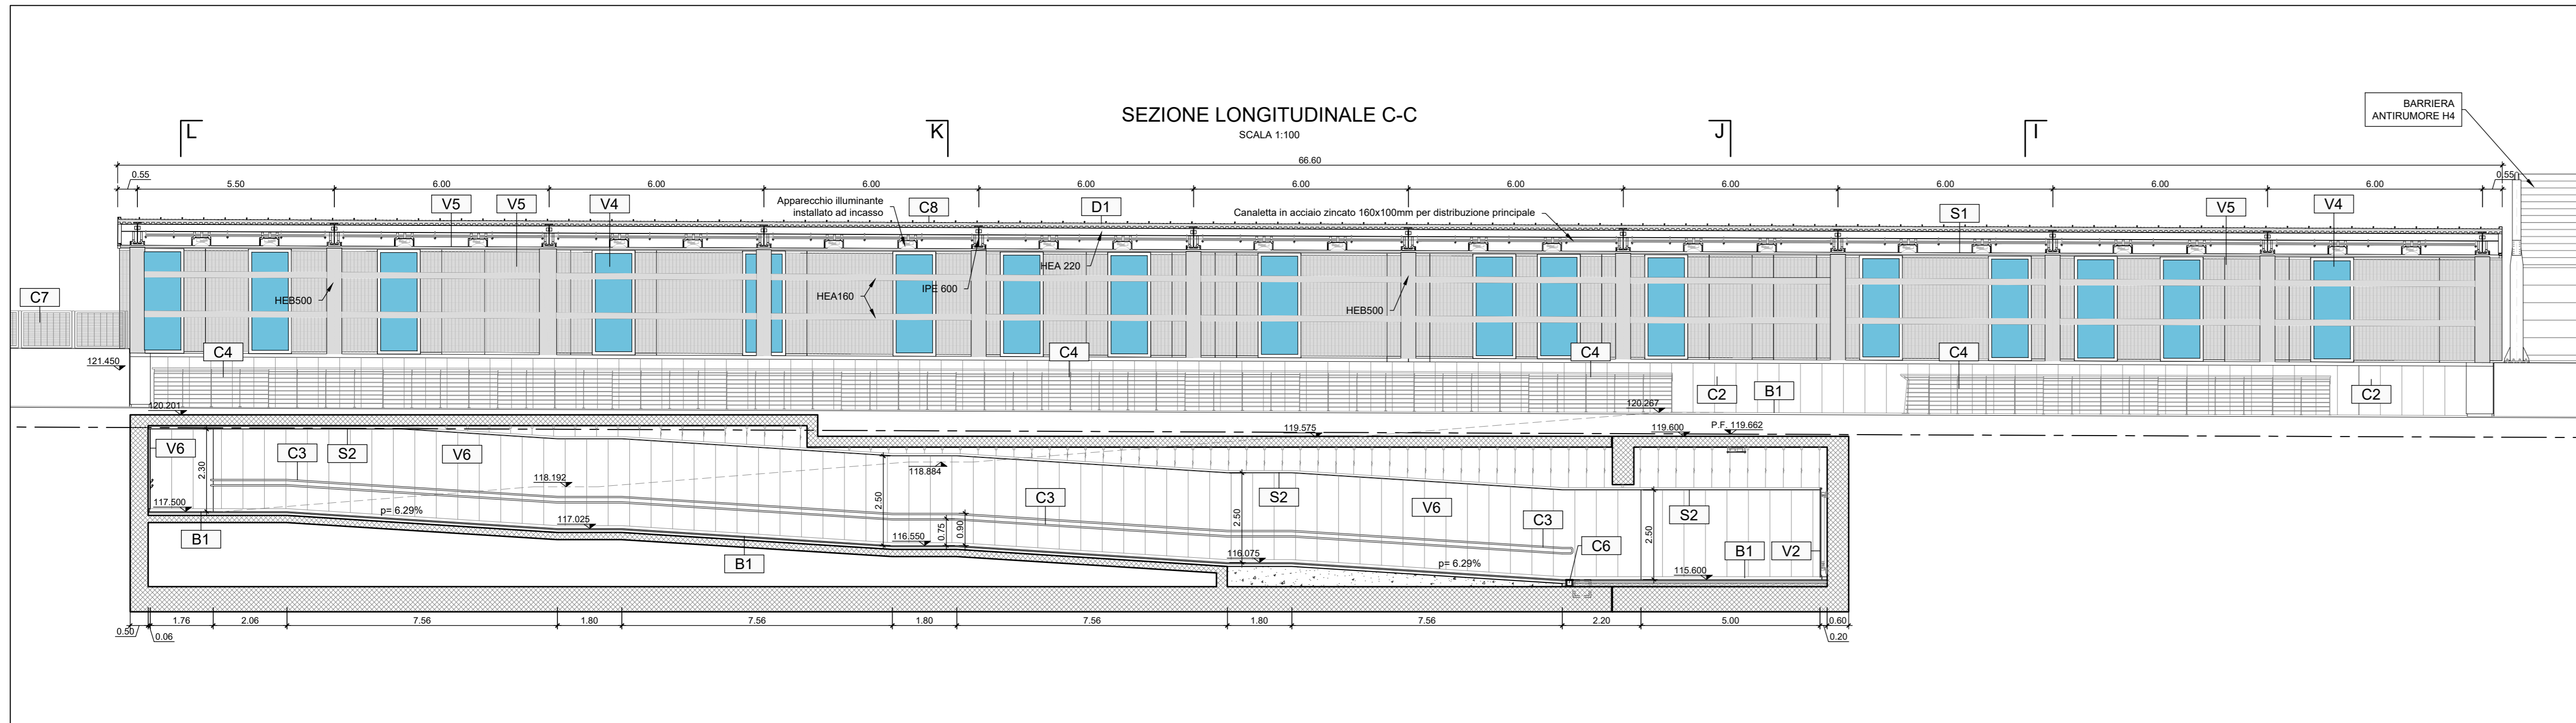 SEZIONE LONGITUDINALE C-C
SCALA 1:100
BARRIERA
ANTIRUMORE H4
L
K
J
I
66.60
0.55
5.50
6.00
6.00
6.00
6.00
6.00
6.00
6.00
6.00
6.00
6.00
0.55
V5
V5
V4
Apparecchio illuminante
installato ad incasso
C8
D1
Canaletta in acciaio zincato 160x100mm per distribuzione principale
S1
V5
V4
C7
HEB500
HEA160
IPE 600
HEA 220
HEB500
121.450
C4
C4
C4
C4
C2
B1
C2
120.201
120.267
119.575
119.600
P.F. 119.662
V6
2.30
C3
S2
V6
118.192
118.884
117.500
p= 6.29%
117.025
2.50
C3
S2
2.50
V6
C3
S2
2.50
B1
B1
116.550
0.75
0.90
116.075
p= 6.29%
C6
115.600
B1
V2
0.50
0.06
1.76
2.06
7.56
1.80
7.56
1.80
7.56
1.80
7.56
2.20
5.00
0.60
0.20